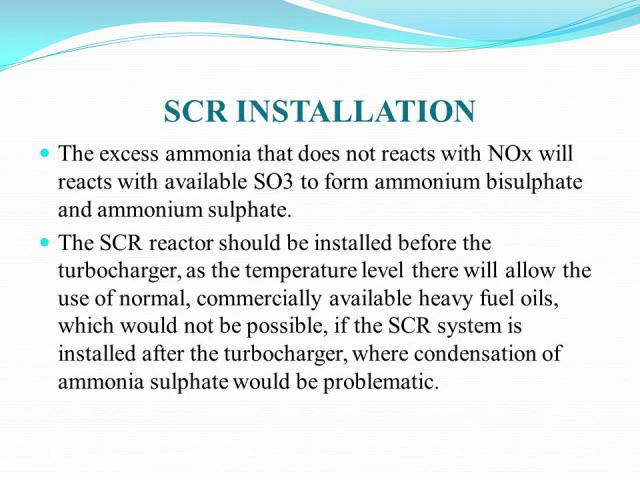 SCR INSTALLATION
• The excess ammonia that does not reacts with NOx will
reacts with available SO3 to form ammonium bisulphate
and ammonium sulphate.
• The SCR reactor should be installed before the
turbocharger, as the temperature level there will allow the
use of normal, commercially available heavy fuel oils,
which would not be possible, if the SCR system is
installed after the turbocharger, where condensation of
ammonia sulphate would be problematic.